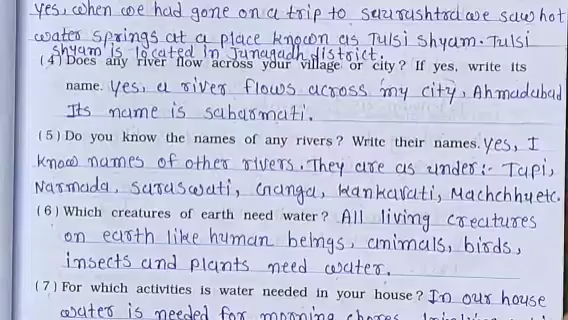 yes, when we had gone on a trip to saurashtra we saw hot
water springs at a place known as Tulsi Shyam. Tulsi
Shyam is located in Junagadh district.
(4) Does any river flow across your village or city? If yes, write its
name. yes, a river flows across my city, Ahmadabad
Its name is sabarmati.
(5) Do you know the names of any rivers? Write their names. yes, I
know names of other rivers. They are as under:- Tapi,
Narmada, Saraswati, Ganga, Kankavati, Machchhu etc.
(6) Which creatures of earth need water? All living creatures
on earth like human beings, animals, birds,
insects and plants need water.
(7) For which activities is water needed in your house? In our house
water is needed for morning chores,